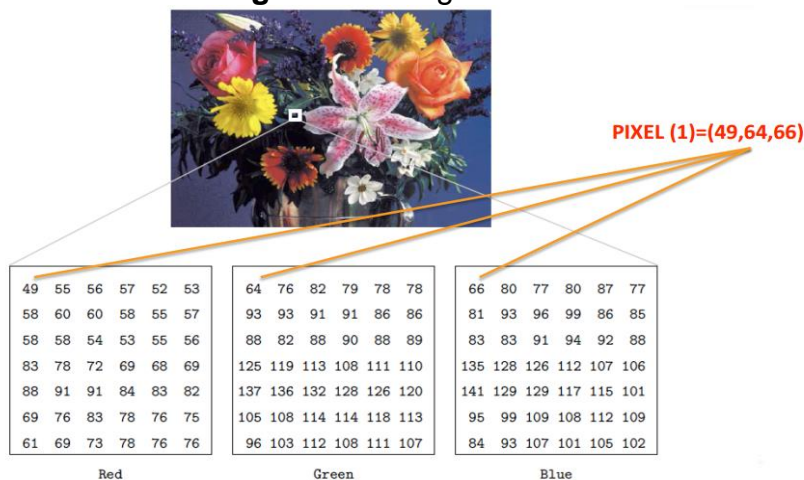 PIXEL (1)=(49,64,66)
49 55 56 57 52 53
58 60 60 58 55 57
58 58 54 53 55 56
83 78 72 69 68 69
88 91 91 84 83 82
69 76 83 78 76 75
61 69 73 78 76 76
Red
64 76 82 79 78 78
93 93 91 91 86 86
88 82 88 90 88 89
125 119 113 108 111 110
137 136 132 128 126 120
105 108 114 114 118 113
96 103 112 108 111 107
Green
66 80 77 80 87 77
81 93 96 99 86 85
83 83 91 94 92 88
135 128 126 112 107 106
141 129 129 117 115 101
95 99 109 108 112 109
84 93 107 101 105 102
Blue